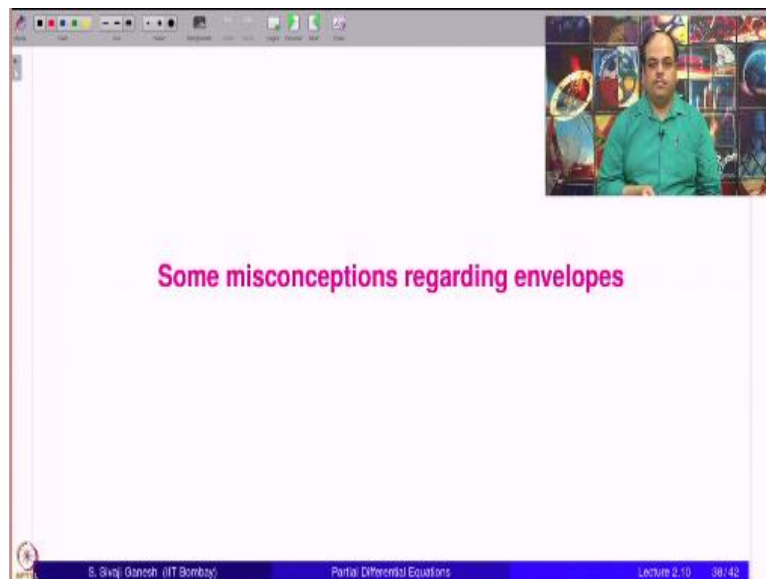 Some misconceptions regarding envelopes
S. Sivaji Ganesh (IIT Bombay) Partial Differential Equations Lecture 2.10 38/42